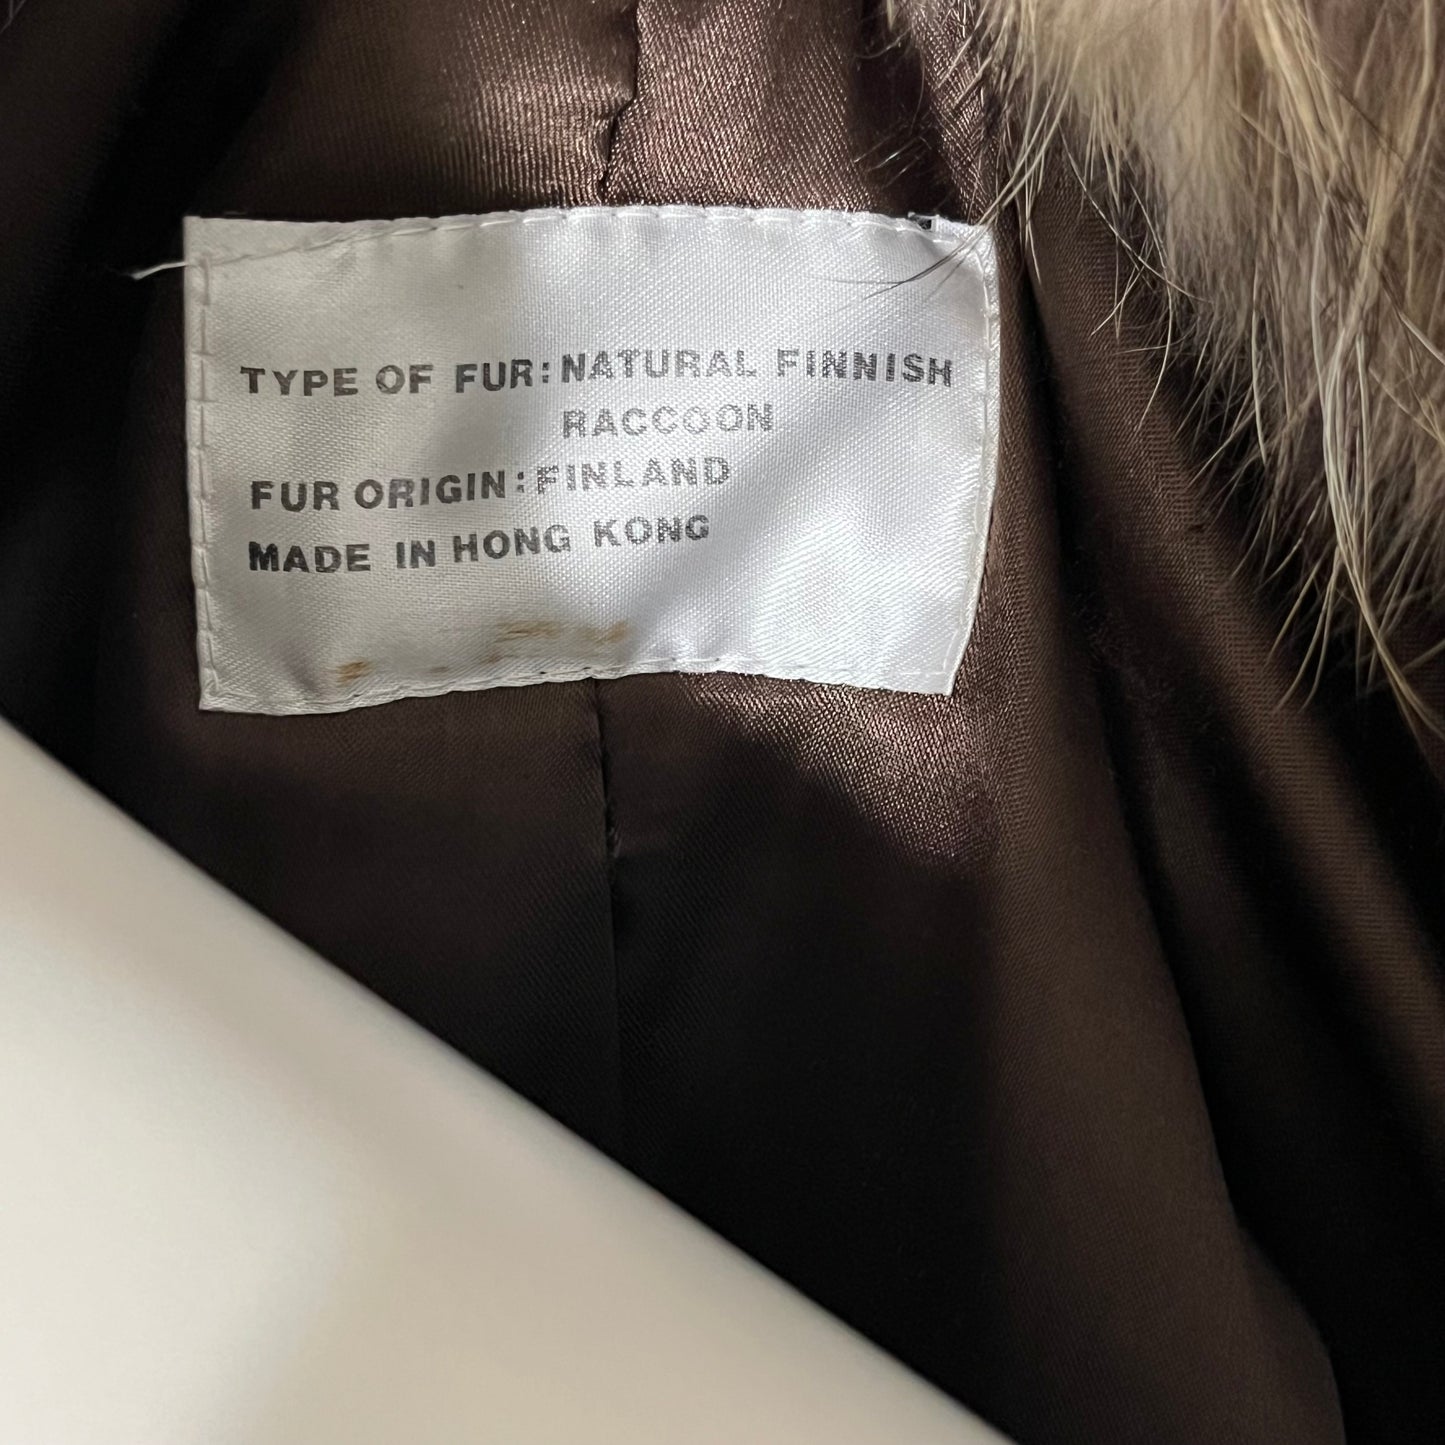 TYPE OF FUR: NATURAL FINNISH
RACCOON
FUR ORIGIN: FINLAND
MADE IN HONG KONG